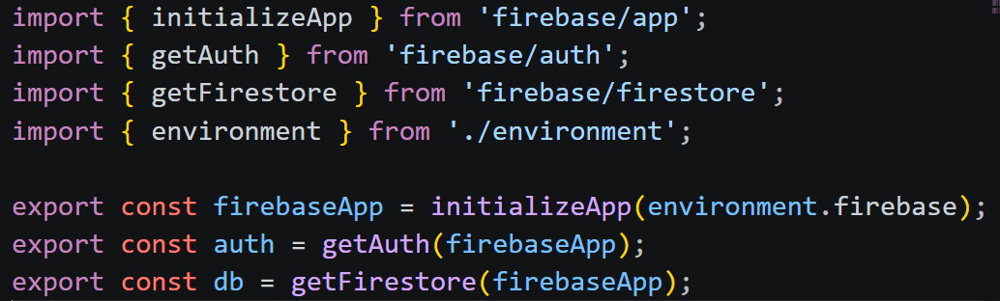 import { initializeApp } from 'firebase/app';
import { getAuth } from 'firebase/auth';
import { getFirestore } from 'firebase/firestore';
import { environment } from './environment';
export const firebaseApp = initializeApp(environment.firebase);
export const auth = getAuth(firebaseApp);
export const db = getFirestore(firebaseApp);